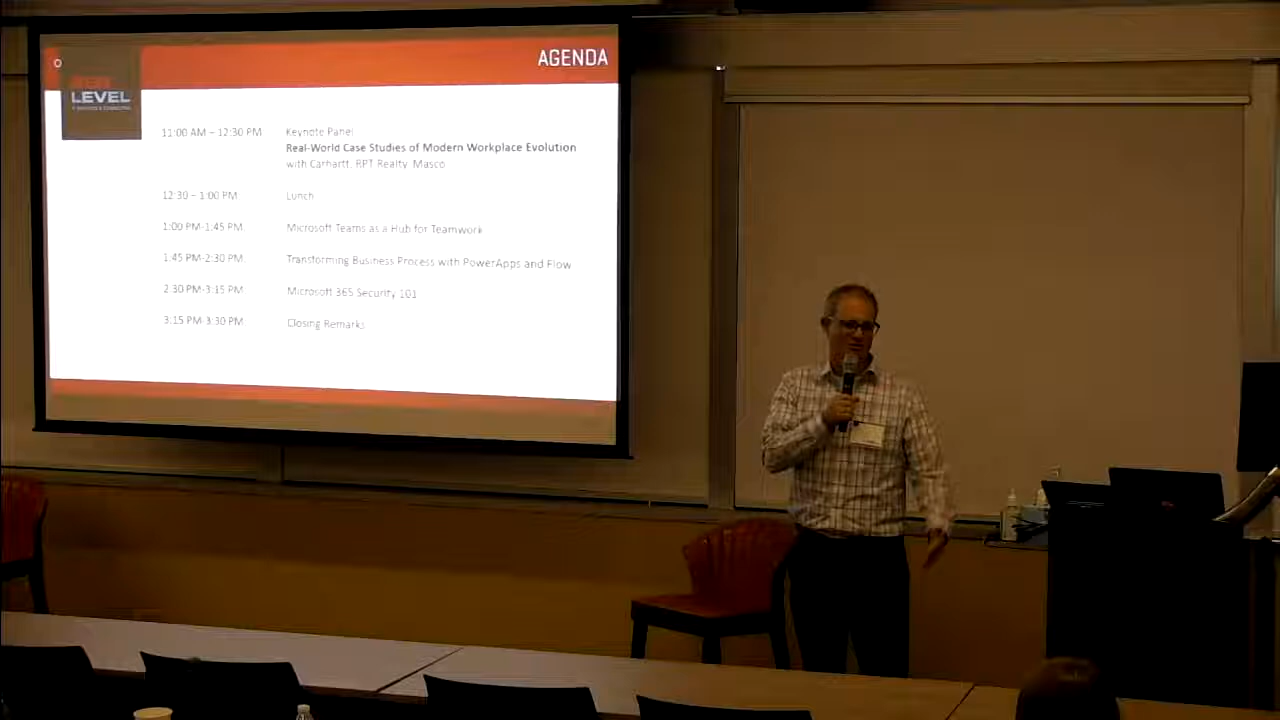 AGENDA
RED
LEVEL
11:00 AM – 12:30 PM Keynote Panel
Real-World Case Studies of Modern Workplace Evolution
with Carhartt, RPT Realty, Masco
12:30 – 1:00 PM Lunch
1:00 PM-1:45 PM Microsoft Teams as a Hub for Teamwork
1:45 PM-2:30 PM Transforming Business Process with PowerApps and Flow
2:30 PM-3:15 PM Microsoft 365 Security 101
3:15 PM-3:30 PM Closing Remarks